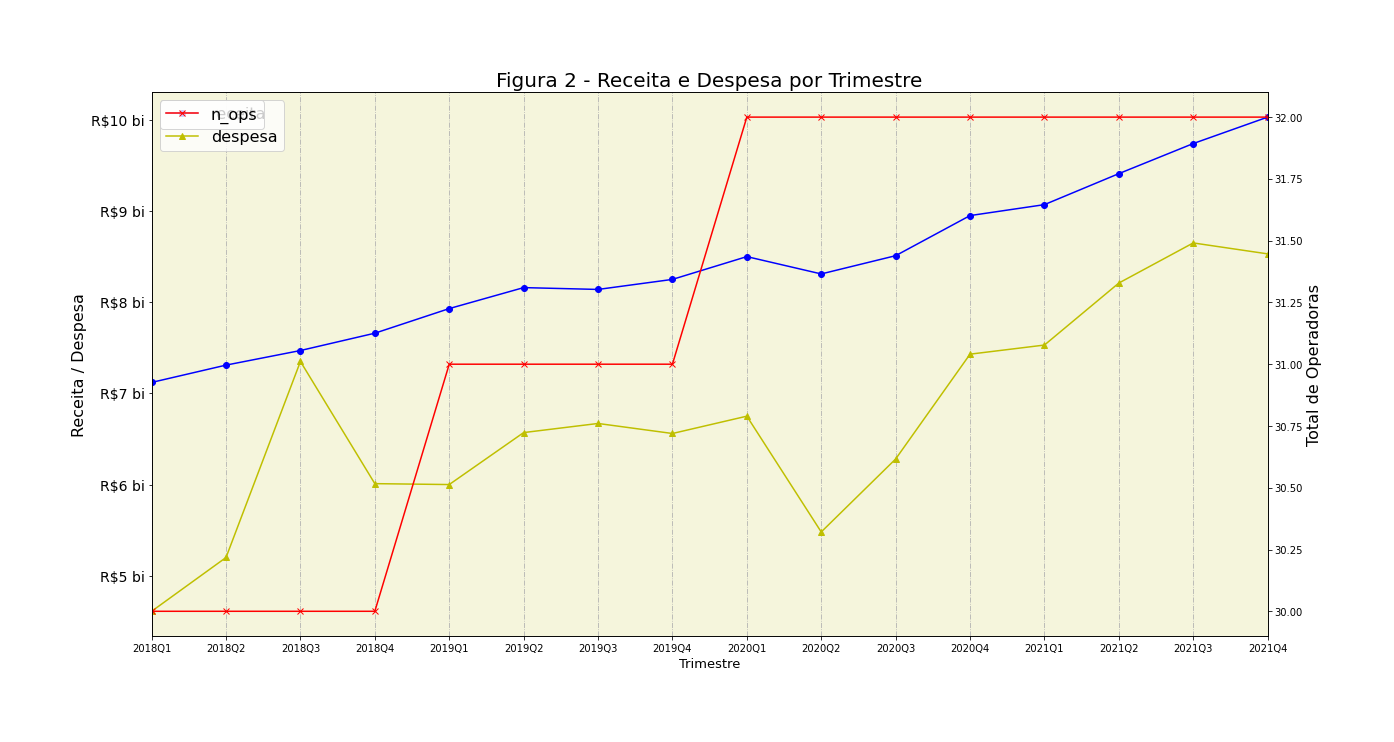 Figura 2 - Receita e Despesa por Trimestre
n_ops
receita
despesa
R$10 bi
R$9 bi
R$8 bi
R$7 bi
R$6 bi
R$5 bi
Receita / Despesa
32.00
31.75
31.50
31.25
31.00
30.75
30.50
30.25
30.00
Total de Operadoras
2018Q1 2018Q2 2018Q3 2018Q4 2019Q1 2019Q2 2019Q3 2019Q4 2020Q1 2020Q2 2020Q3 2020Q4 2021Q1 2021Q2 2021Q3 2021Q4
Trimestre